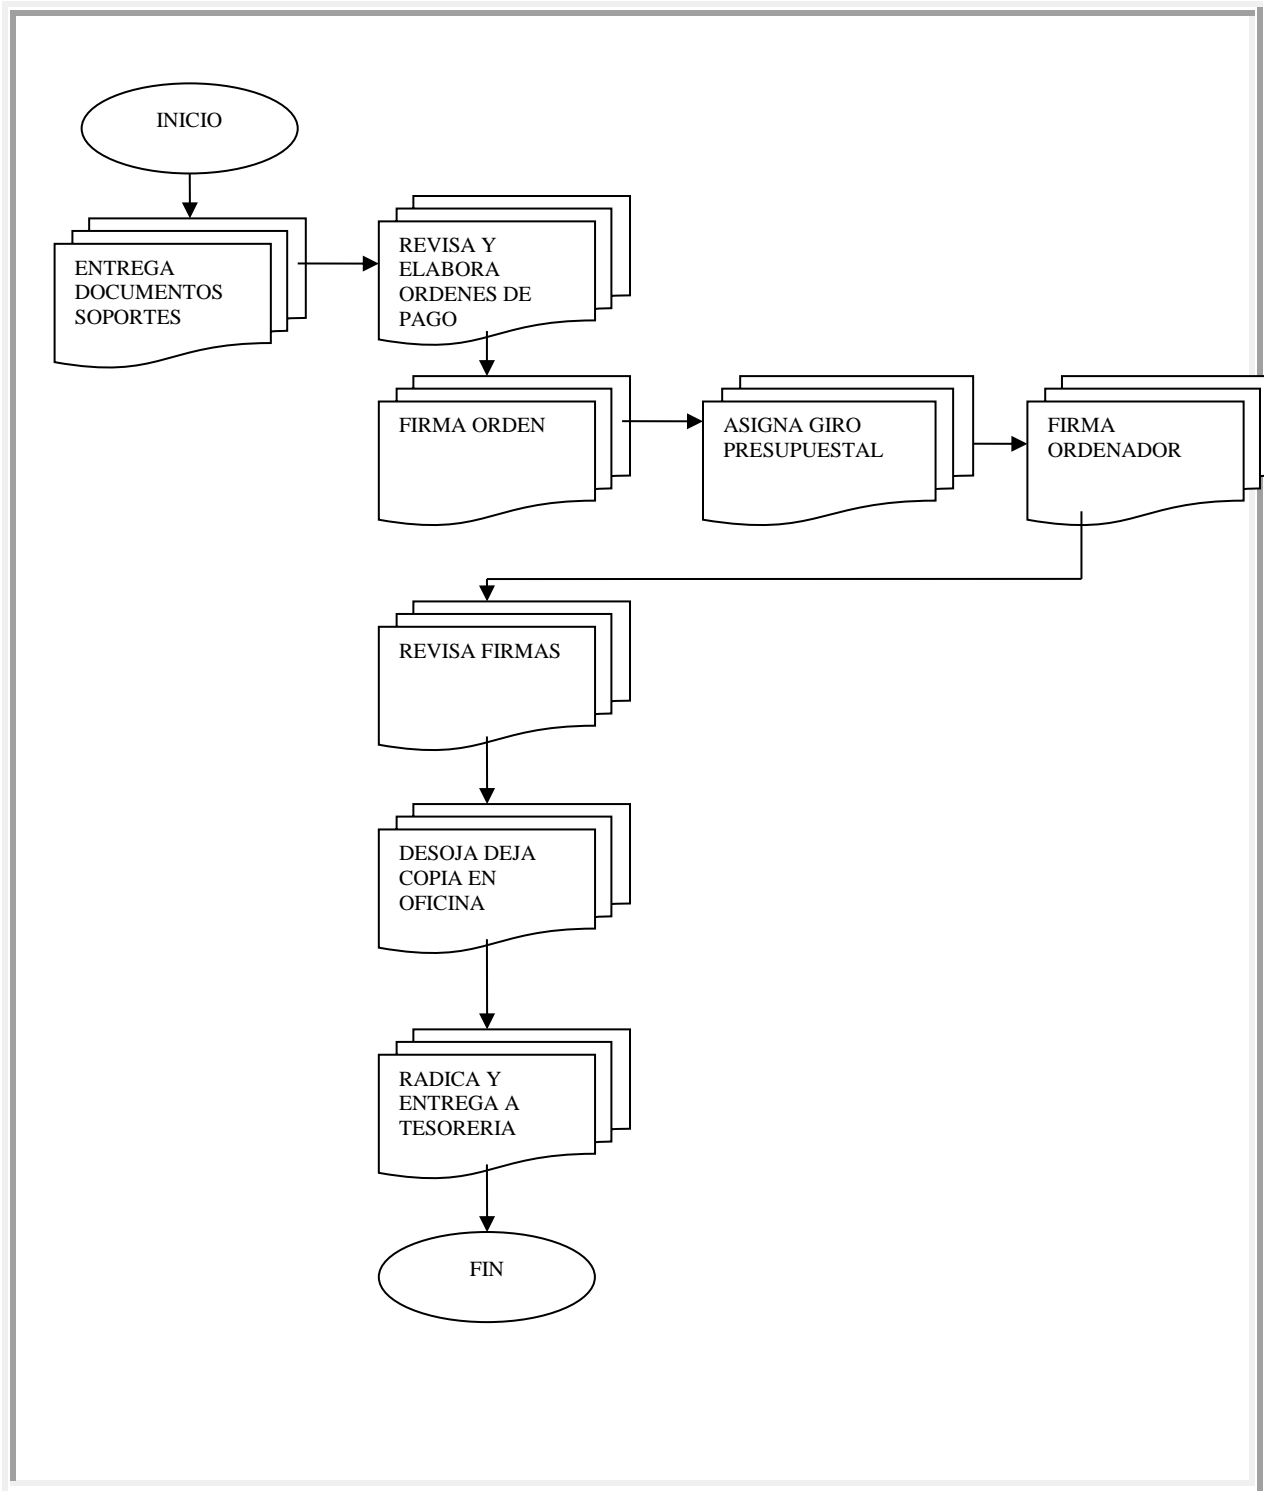 INICIO
ENTREGA
DOCUMENTOS
SOPORTES
REVISA Y
ELABORA
ORDENES DE
PAGO
FIRMA ORDEN
ASIGNA GIRO
PRESUPUESTAL
FIRMA
ORDENADOR
REVISA FIRMAS
DESOJA DEJA
COPIA EN
OFICINA
RADICA Y
ENTREGA A
TESORERIA
FIN